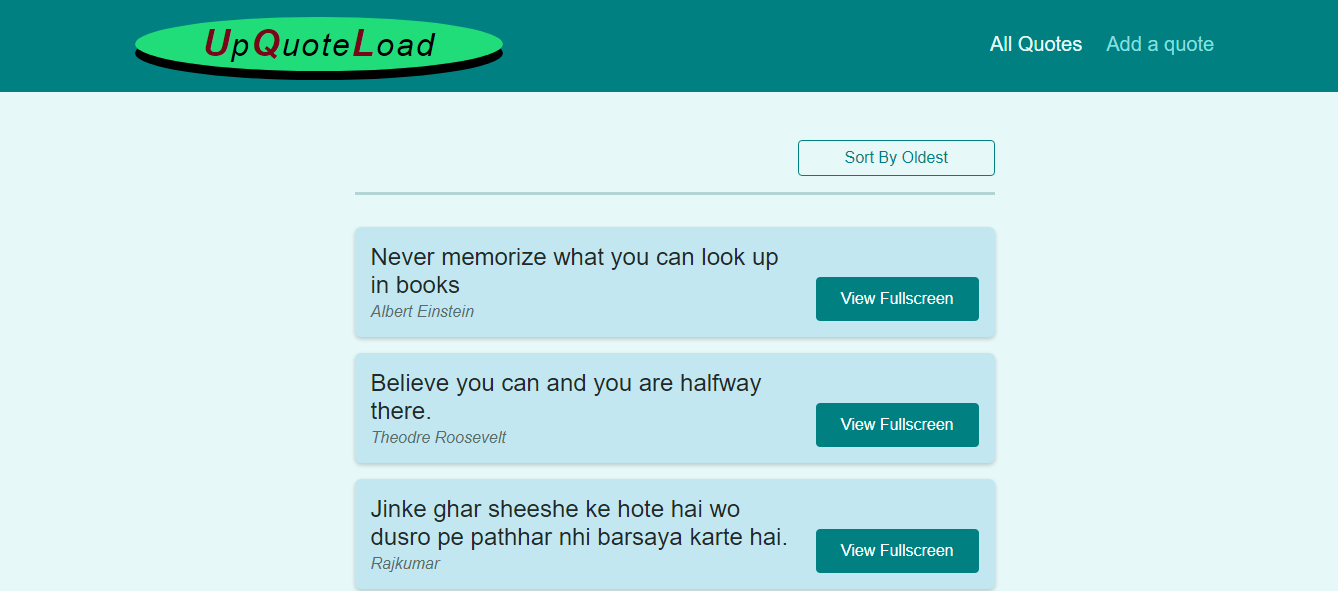 UpQuoteLoad
All Quotes Add a quote
Sort By Oldest
Never memorize what you can look up
in books
Albert Einstein
View Fullscreen
Believe you can and you are halfway
there.
Theodre Roosevelt
View Fullscreen
Jinke ghar sheeshe ke hote hai wo
dusro pe pathhar nhi barsaya karte hai.
Rajkumar
View Fullscreen